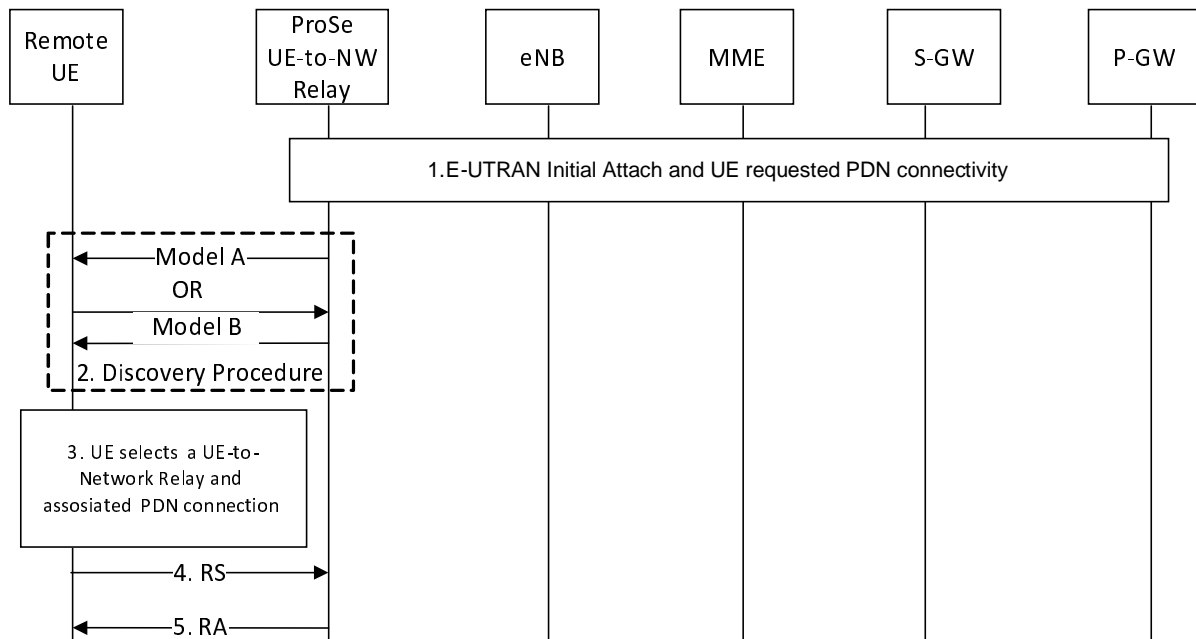 Remote
UE
ProSe
UE-to-NW
Relay
eNB
MME
S-GW
P-GW
1.E-UTRAN Initial Attach and UE requested PDN connectivity
Model A
OR
Model B
2. Discovery Procedure
3. UE selects a UE-to-
Network Relay and
assosiated PDN connection
4. RS
5. RA